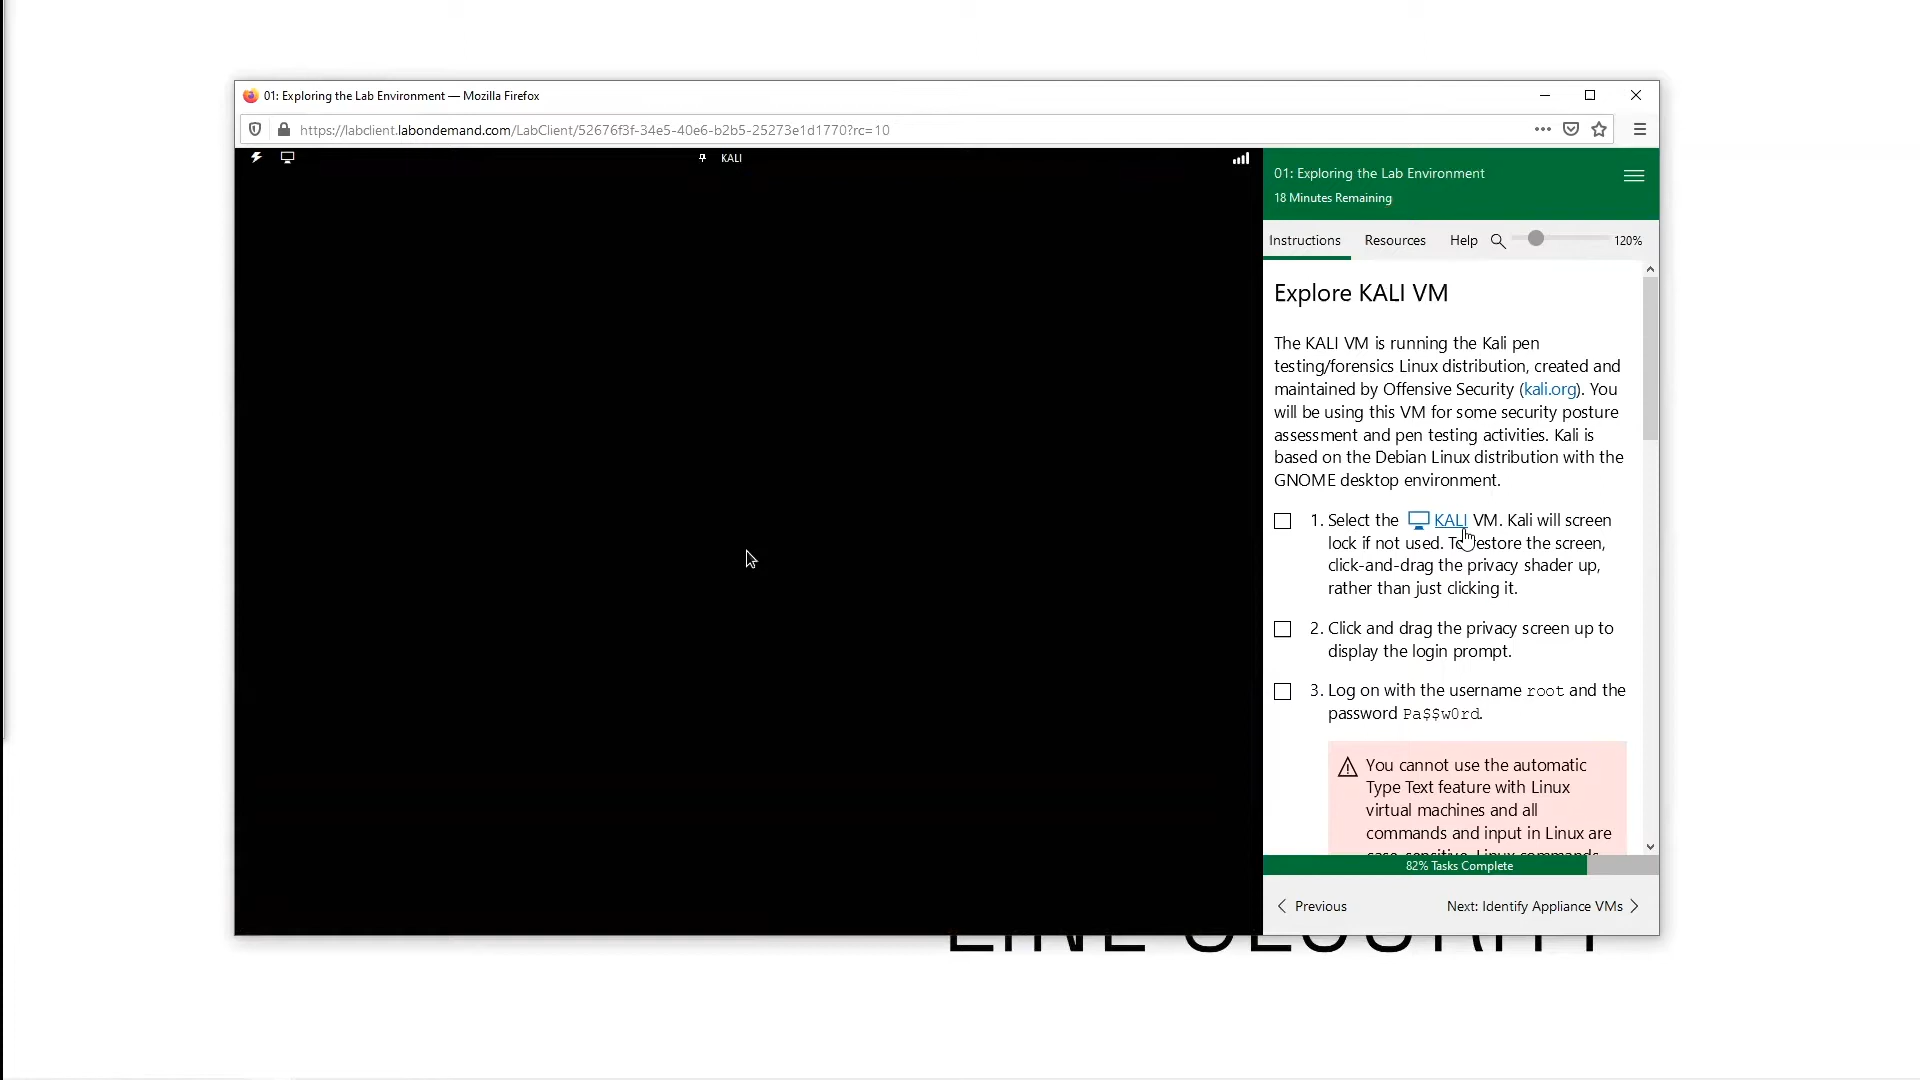 01: Exploring the Lab Environment — Mozilla Firefox
https://labclient.labondemand.com/LabClient/52676f3f-34e5-40e6-b2b5-25273e1d1770?rc=10
KALI
01: Exploring the Lab Environment
18 Minutes Remaining
Instructions Resources Help 120%
Explore KALI VM
The KALI VM is running the Kali pen
testing/forensics Linux distribution, created and
maintained by Offensive Security (kali.org). You
will be using this VM for some security posture
assessment and pen testing activities. Kali is
based on the Debian Linux distribution with the
GNOME desktop environment.
1. Select the KALI VM. Kali will screen
lock if not used. To restore the screen,
click-and-drag the privacy shader up,
rather than just clicking it.
2. Click and drag the privacy screen up to
display the login prompt.
3. Log on with the username root and the
password Pa$$w0rd.
You cannot use the automatic
Type Text feature with Linux
virtual machines and all
commands and input in Linux are
case-sensitive. Linux commands
82% Tasks Complete
Previous Next: Identify Appliance VMs
LINE SECURITY